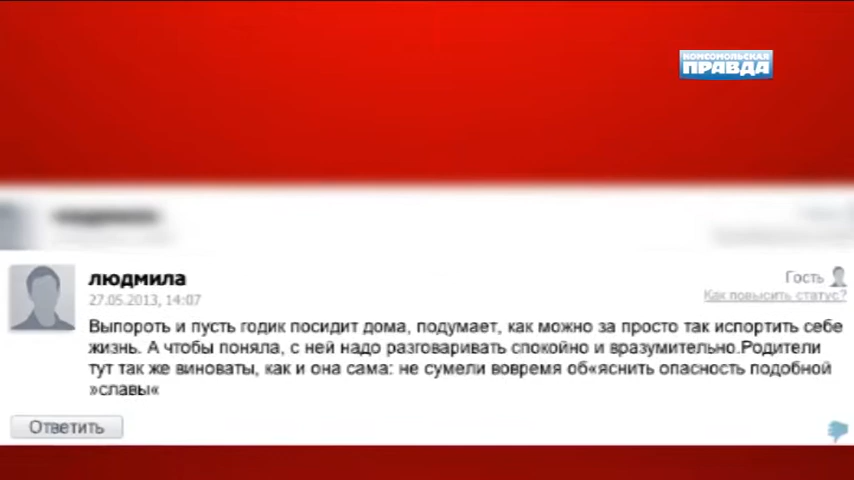 КОМСОМОЛЬСКАЯ
ПРАВДА
людмила
Гость
27.05.2013, 14:07
Как повысить статус?
Выпороть и пусть годик посидит дома, подумает, как можно за просто так испортить себе
жизнь. А чтобы поняла, с ней надо разговаривать спокойно и вразумительно.Родители
тут так же виноваты, как и она сама: не сумели вовремя об«яснить опасность подобной
»славы«
Ответить